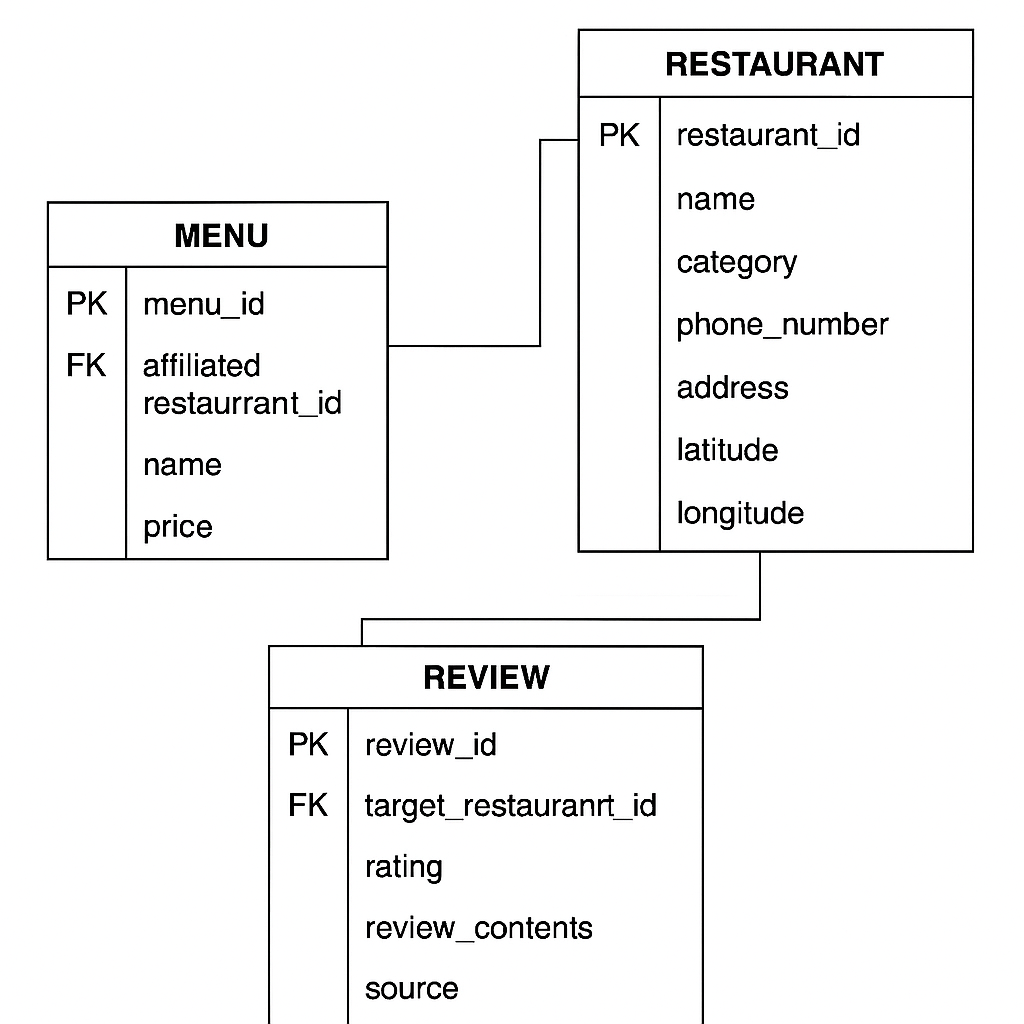 RESTAURANT
PK restaurant_id
name
category
phone_number
address
latitude
longitude
MENU
PK menu_id
FK affiliated
restaurrant_id
name
price
REVIEW
PK review_id
FK target_restauranrt_id
rating
review_contents
source